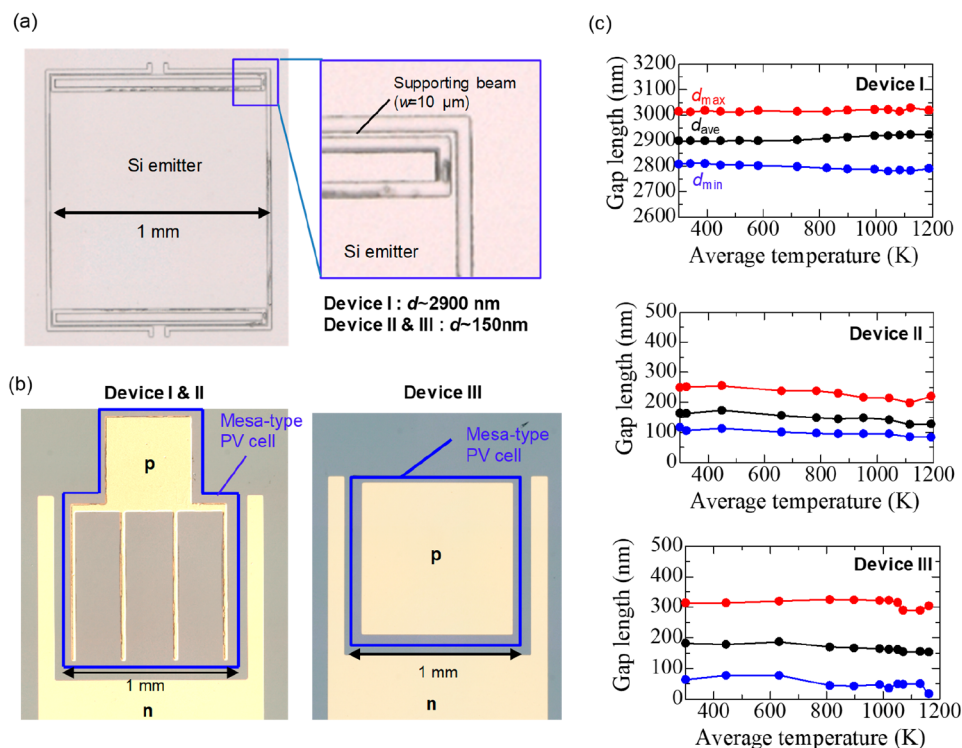 (a)
Supporting beam
(w=10 μm)
Si emitter
1 mm
Si emitter
Device I : d~2900 nm
Device II & III : d~150nm
(b)
Device I & II
Mesa-type
PV cell
p
1 mm
n
Device III
Mesa-type
PV cell
p
1 mm
n
(c)
Gap length (nm)
3200
3100
3000
2900
2800
2700
2600
Device I
dmax
dave
dmin
400 600 800 1000 1200
Average temperature (K)
Gap length (nm)
500
400
300
200
100
0
Device II
400 600 800 1000 1200
Average temperature (K)
Gap length (nm)
500
400
300
200
100
0
Device III
400 600 800 1000 1200
Average temperature (K)